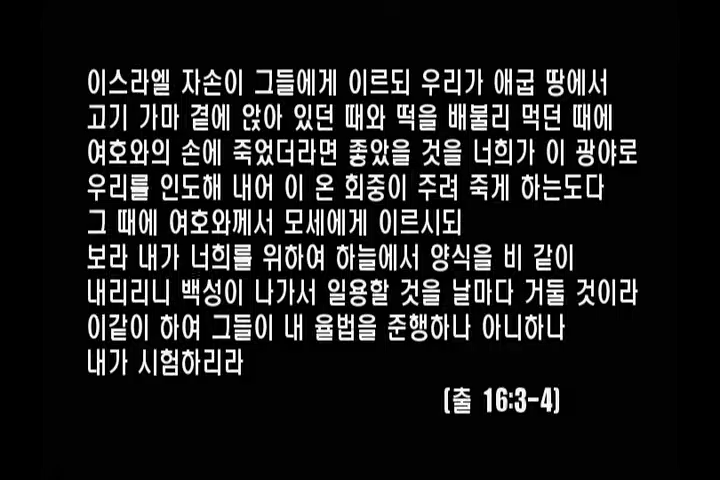 이스라엘 자손이 그들에게 이르되 우리가 애굽 땅에서
고기 가마 곁에 앉아 있던 때와 떡을 배불리 먹던 때에
여호와의 손에 죽었더라면 좋았을 것을 너희가 이 광야로
우리를 인도해 내어 이 온 회중이 주려 죽게 하는도다
그 때에 여호와께서 모세에게 이르시되
보라 내가 너희를 위하여 하늘에서 양식을 비 같이
내리리니 백성이 나가서 일용할 것을 날마다 거둘 것이라
이같이 하여 그들이 내 율법을 준행하나 아니하나
내가 시험하리라
(출 16:3-4)